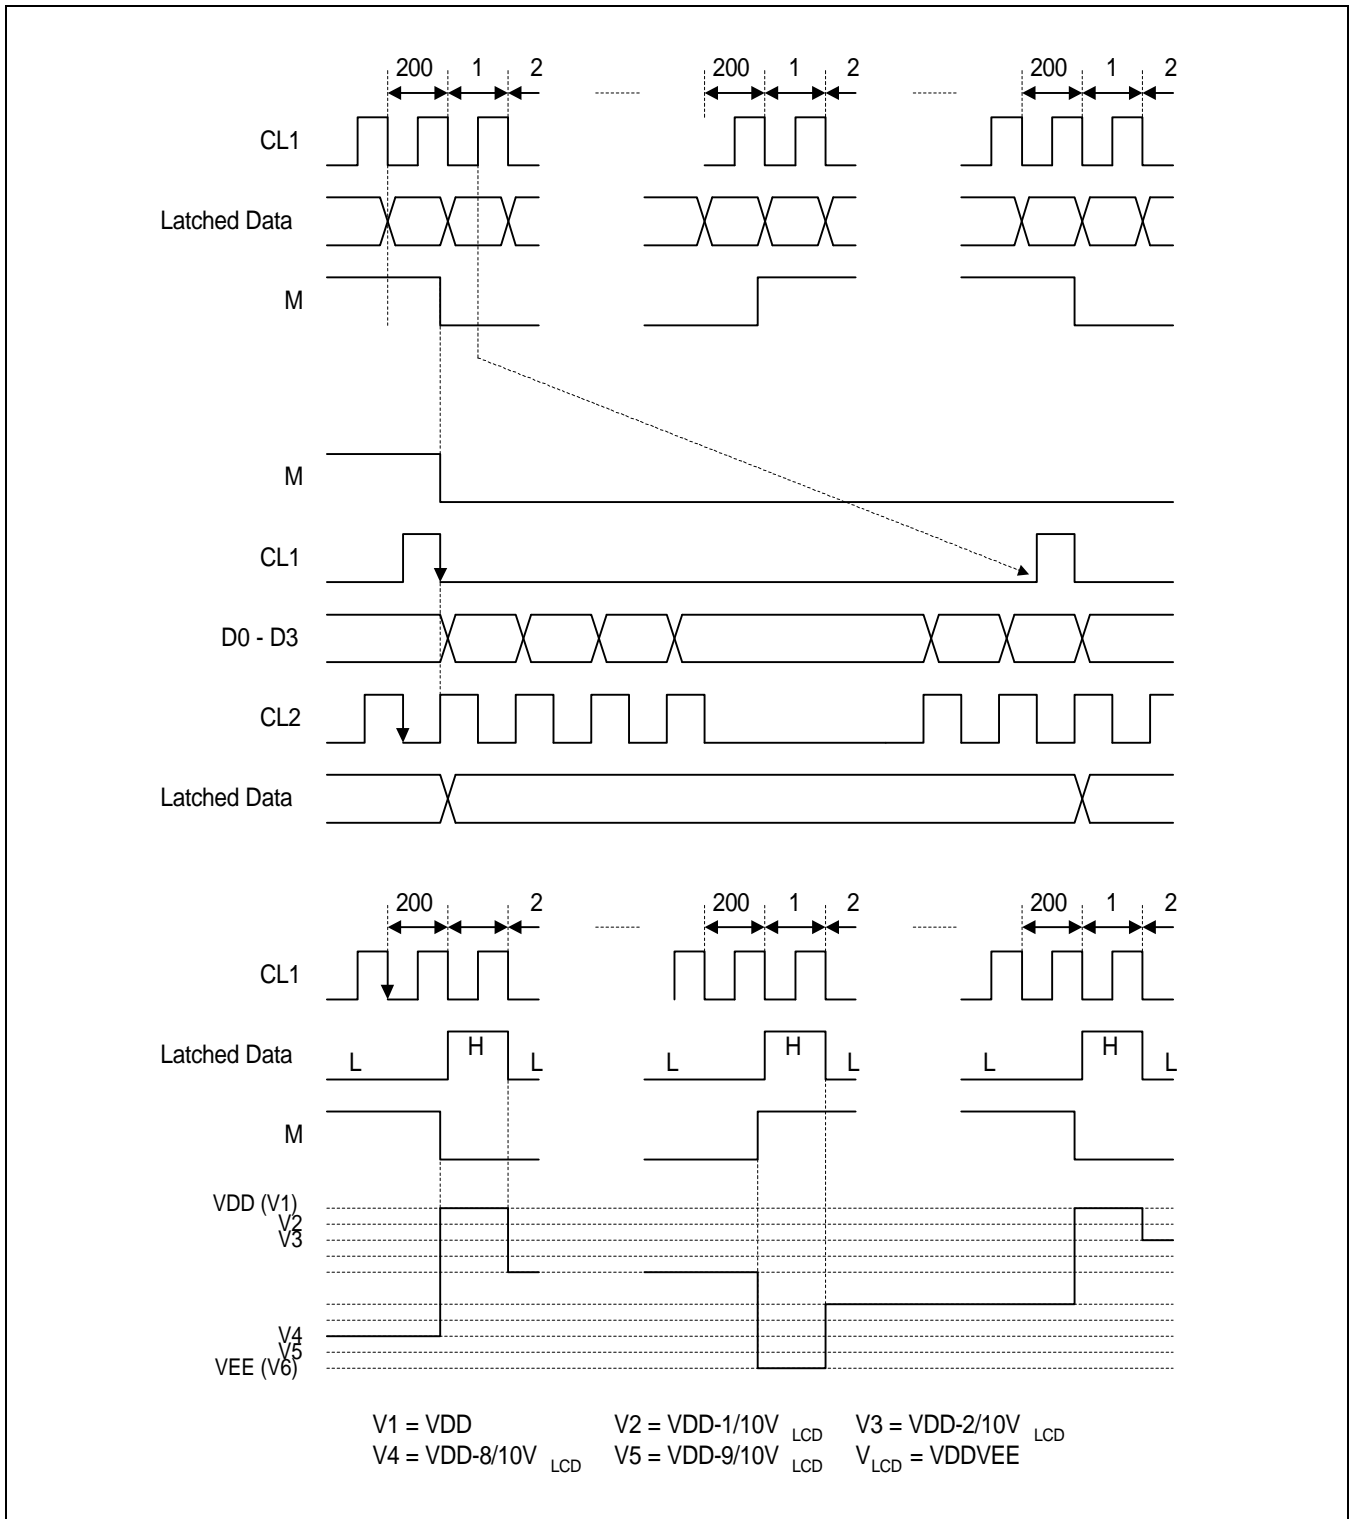 200 1 2 200 1 2 200 1 2
CL1
Latched Data
M
M
CL1
D0 - D3
CL2
Latched Data
200 2 200 1 2 200 1 2
CL1
Latched Data L H L L H L L H L
M
VDD (V1)
V2
V3
V4
V5
VEE (V6)
V1 = VDD V2 = VDD-1/10V LCD V3 = VDD-2/10V LCD
V4 = VDD-8/10V LCD V5 = VDD-9/10V LCD VLCD = VDDVEE